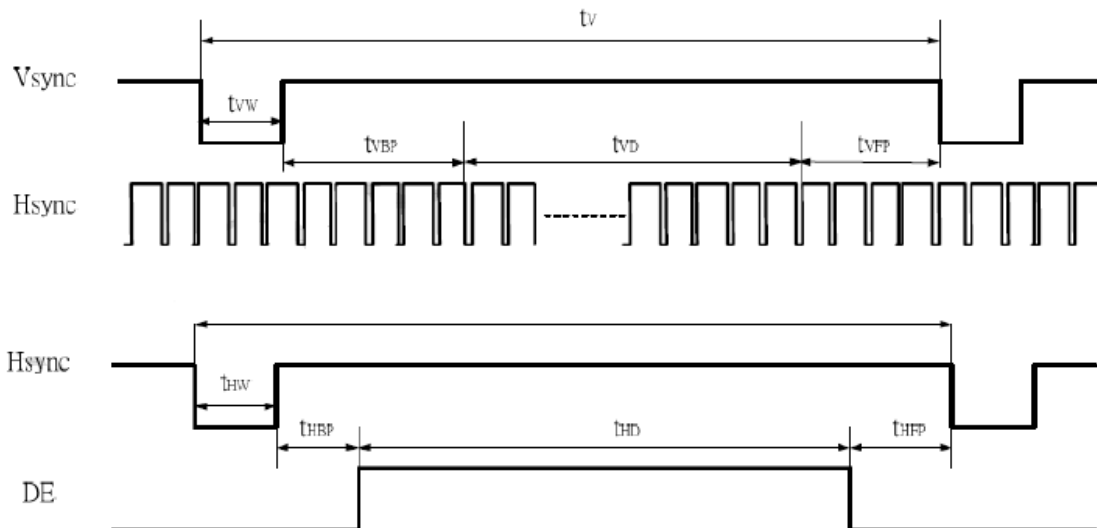 tV
Vsync
tVW
tVBP
tVD
tVFP
Hsync
Hsync
tHW
tHBP
tHD
tHFP
DE